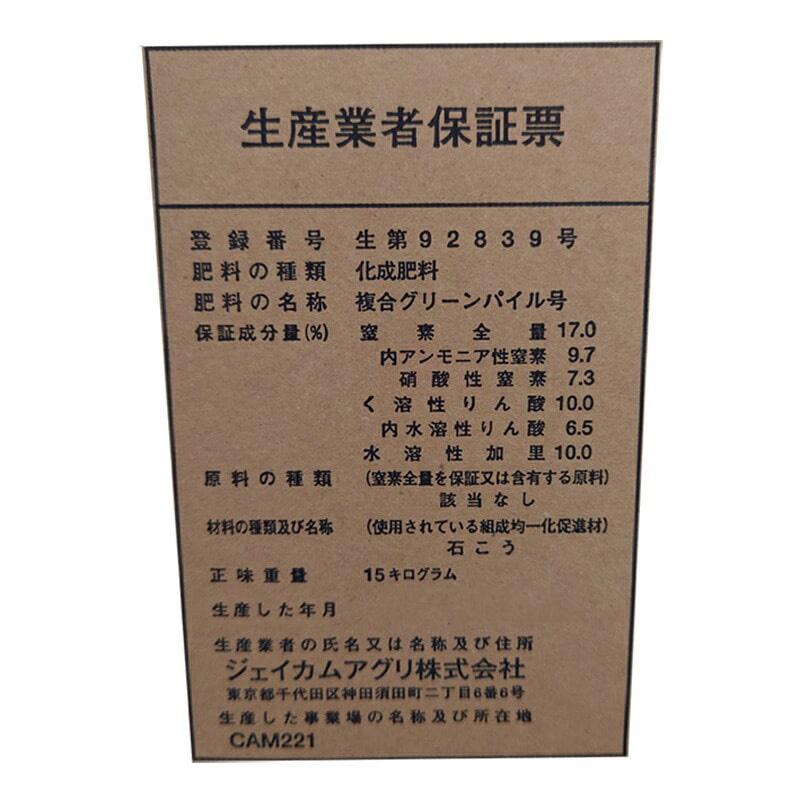 生産業者保証票
登録番号 生第92839号
肥料の種類 化成肥料
肥料の名称 複合グリーンパイル号
保証成分量(%) 窒素全量 17.0
内アンモニア性窒素 9.7
硝酸性窒素 7.3
く溶性りん酸 10.0
内水溶性りん酸 6.5
水溶性加里 10.0
原料の種類 (窒素全量を保証又は含有する原料)
該当なし
材料の種類及び名称 (使用されている組成均一化促進材)
石こう
正味重量 15キログラム
生産した年月
生産業者の氏名又は名称及び住所
ジェイカムアグリ株式会社
東京都千代田区神田須田町二丁目6番6号
生産した事業場の名称及び所在地
CAM221